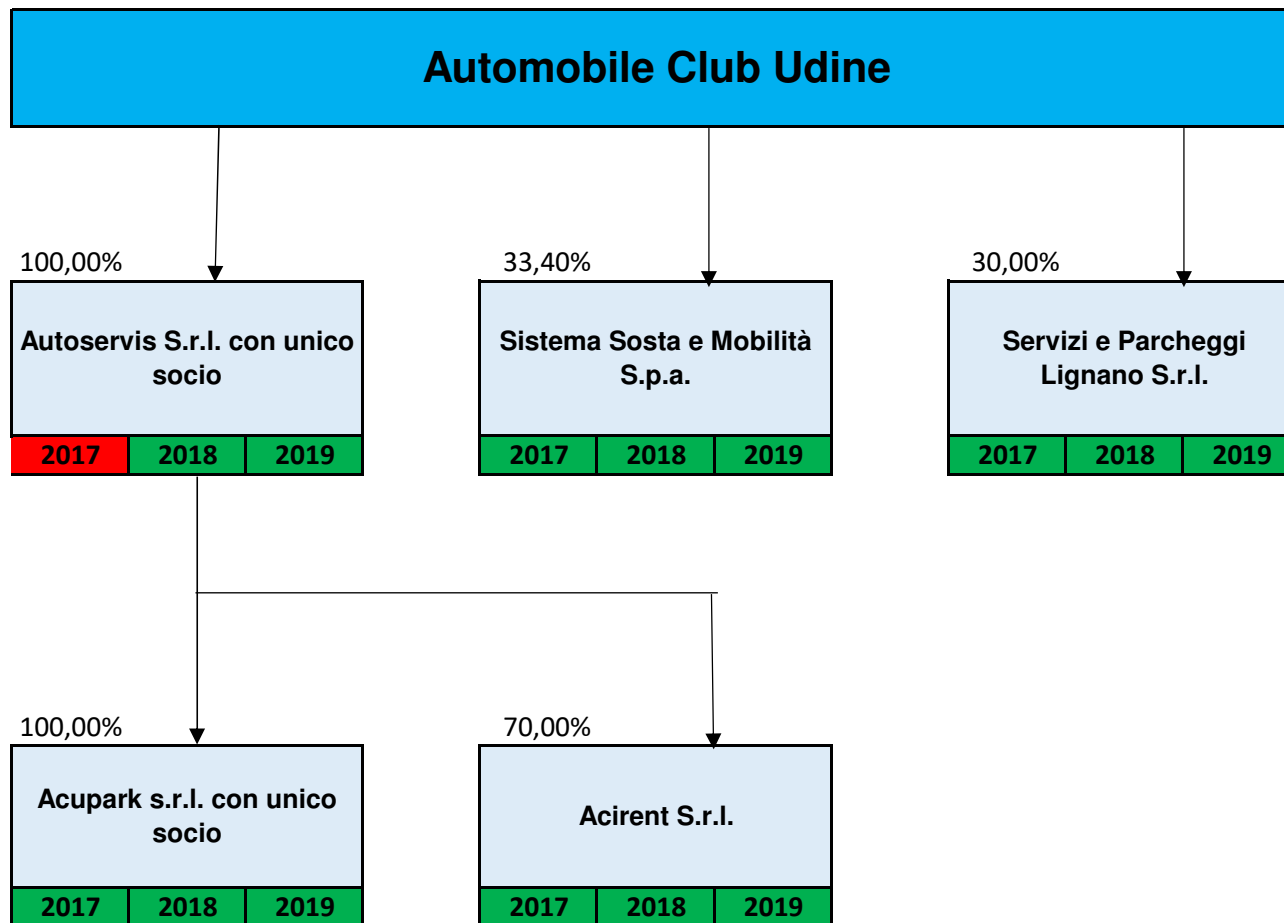 Automobile Club Udine
100,00%
33,40%
30,00%
Autoservis S.r.l. con unico
socio
Sistema Sosta e Mobilità
S.p.a.
Servizi e Parcheggi
Lignano S.r.l.
2017 2018 2019
2017 2018 2019
2017 2018 2019
100,00%
70,00%
Acupark s.r.l. con unico
socio
Acirent S.r.l.
2017 2018 2019
2017 2018 2019